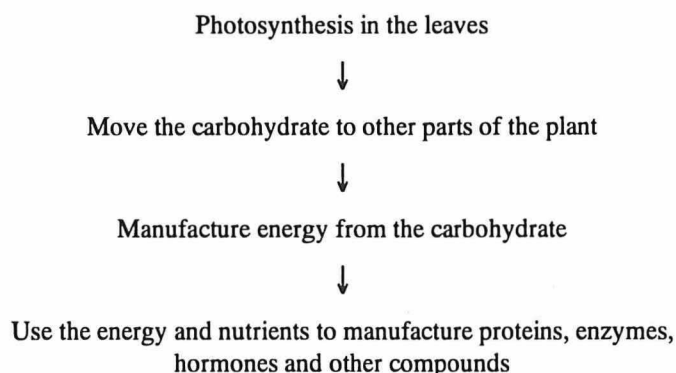 Photosynthesis in the leaves
↓
Move the carbohydrate to other parts of the plant
↓
Manufacture energy from the carbohydrate
↓
Use the energy and nutrients to manufacture proteins, enzymes,
hormones and other compounds